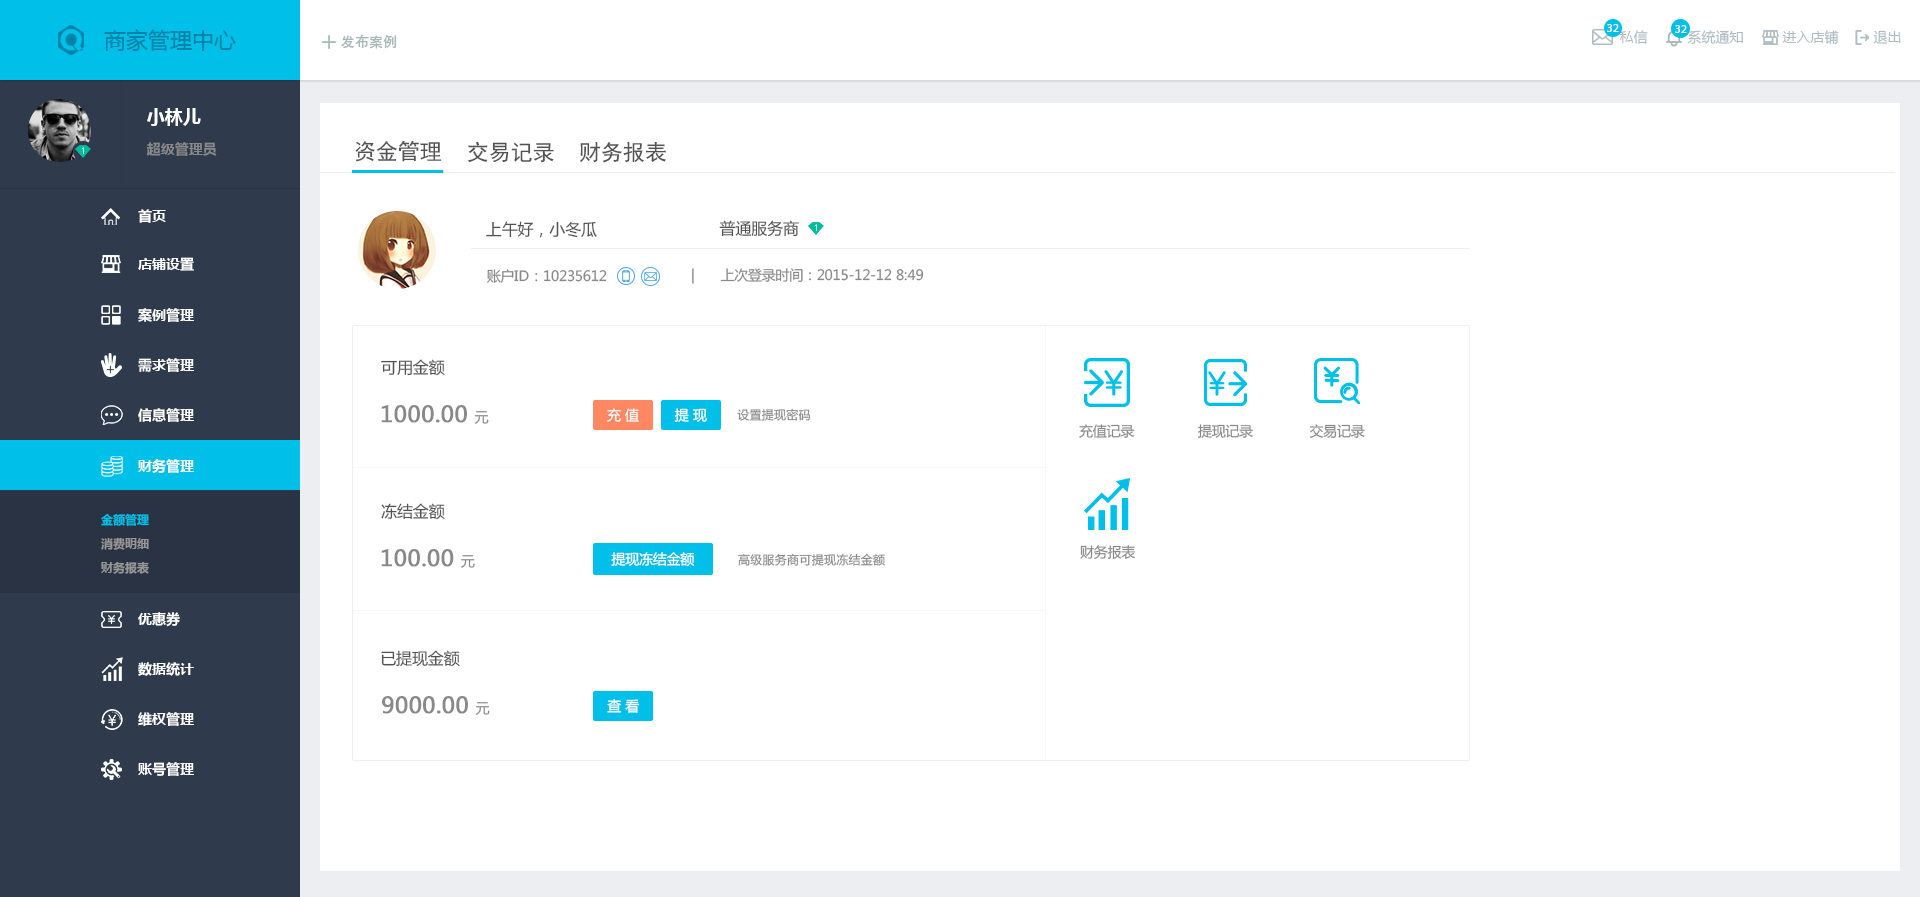 商家管理中心
发布案例
32
私信
32
系统通知
进入店铺
退出
小林儿
超级管理员
1
首页
店铺设置
案例管理
需求管理
信息管理
财务管理
金额管理
消费明细
财务报表
优惠券
数据统计
维权管理
账号管理
资金管理 交易记录 财务报表
上午好，小冬瓜 普通服务商 1
账户ID：10235612 | 上次登录时间：2015-12-12 8:49
可用金额
1000.00 元 充 值 提 现 设置提现密码
冻结金额
100.00 元 提现冻结金额 高级服务商可提现冻结金额
已提现金额
9000.00 元 查 看
充值记录 提现记录 交易记录
财务报表